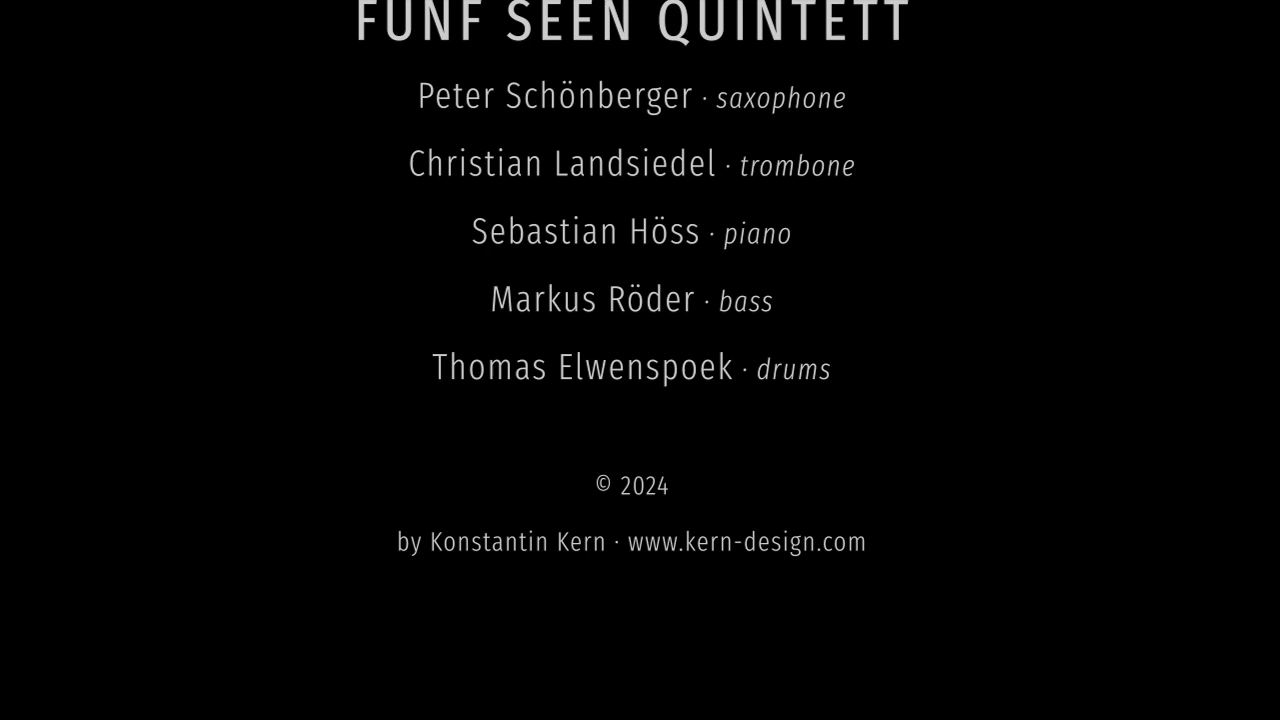 FÜNF SEEN QUINTETT
Peter Schönberger · saxophone
Christian Landsiedel · trombone
Sebastian Höss · piano
Markus Röder · bass
Thomas Elwenspoek · drums
© 2024
by Konstantin Kern · www.kern-design.com